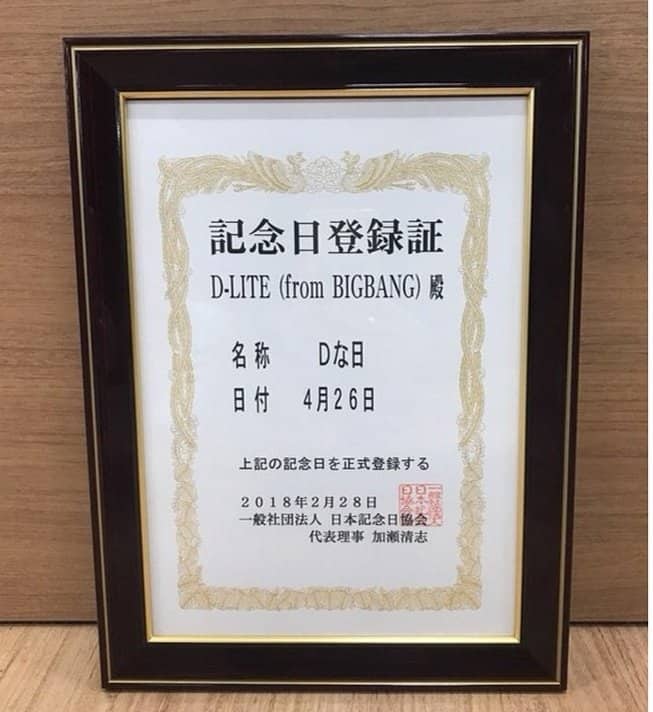 記念日登録証
D-LITE (from BIGBANG) 殿
名称 Dな日
日付 4月26日
上記の記念日を正式登録する
2018年2月28日
一般社団法人 日本記念日協会
代表理事 加瀬清志